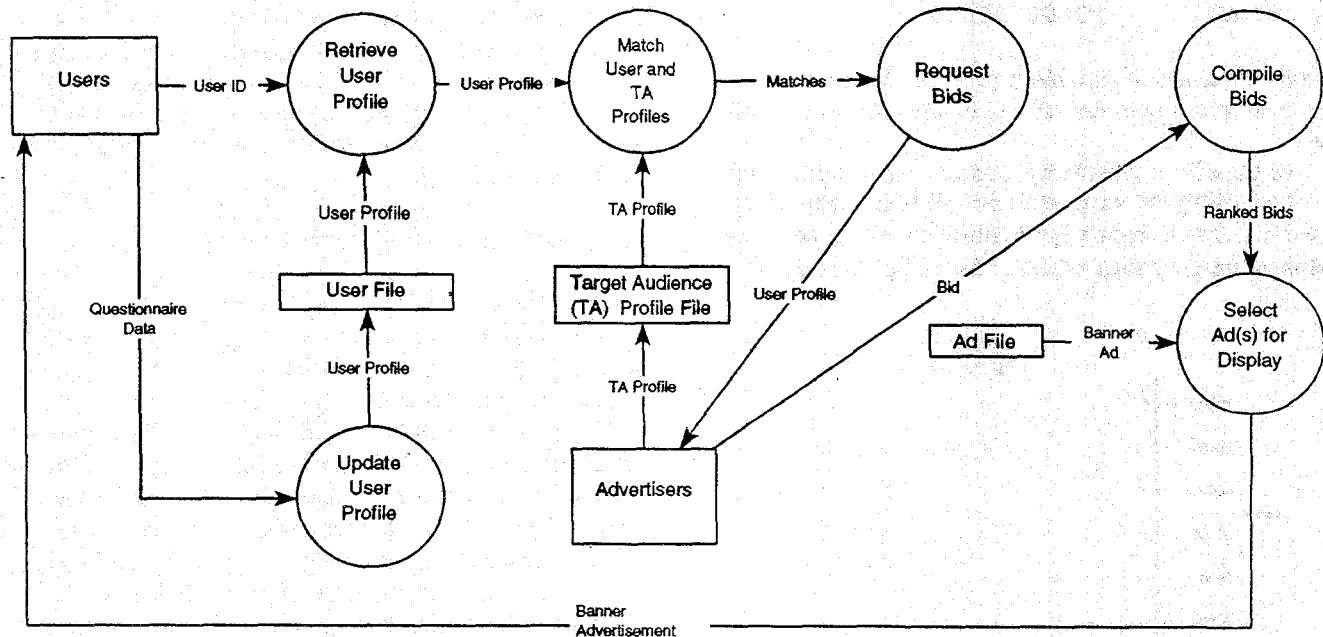 Users
User ID
Retrieve
User
Profile
User Profile
Match
User and
TA
Profiles
Matches
Request
Bids
Compile
Bids
User Profile
TA Profile
Ranked Bids
User File
Target Audience
(TA) Profile File
User Profile
Bid
Questionnaire
Data
Ad File
Banner
Ad
Select
Ad(s) for
Display
User Profile
TA Profile
Update
User
Profile
Advertisers
Banner
Advertisement